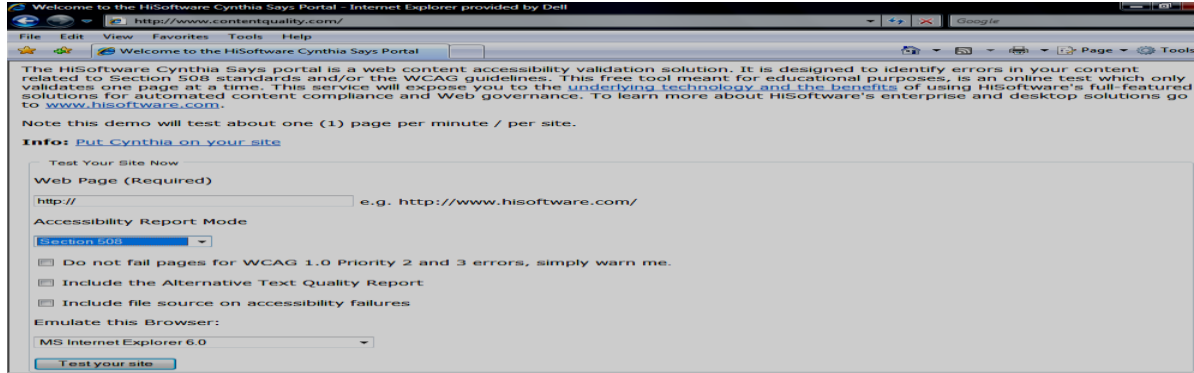 Welcome to the HiSoftware Cynthia Says Portal - Internet Explorer provided by Dell
http://www.contentquality.com/
Google
File Edit View Favorites Tools Help
Welcome to the HiSoftware Cynthia Says Portal
Page Tools
The HiSoftware Cynthia Says portal is a web content accessibility validation solution. It is designed to identify errors in your content
related to Section 508 standards and/or the WCAG guidelines. This free tool meant for educational purposes, is an online test which only
validates one page at a time. This service will expose you to the underlying technology and the benefits of using HiSoftware's full-featured
solutions for automated content compliance and Web governance. To learn more about HiSoftware's enterprise and desktop solutions go
to www.hisoftware.com.
Note this demo will test about one (1) page per minute / per site.
Info: Put Cynthia on your site
Test Your Site Now
Web Page (Required)
http:// e.g. http://www.hisoftware.com/
Accessibility Report Mode
Section 508
Do not fail pages for WCAG 1.0 Priority 2 and 3 errors, simply warn me.
Include the Alternative Text Quality Report
Include file source on accessibility failures
Emulate this Browser:
MS Internet Explorer 6.0
Test your site